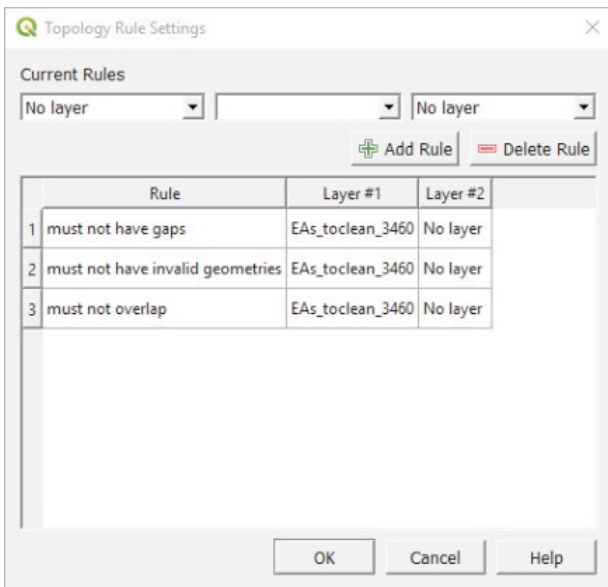 Topology Rule Settings
Current Rules
No layer No layer
Add Rule Delete Rule
Rule Layer #1 Layer #2
1 must not have gaps EAs_toclean_3460 No layer
2 must not have invalid geometries EAs_toclean_3460 No layer
3 must not overlap EAs_toclean_3460 No layer
OK Cancel Help